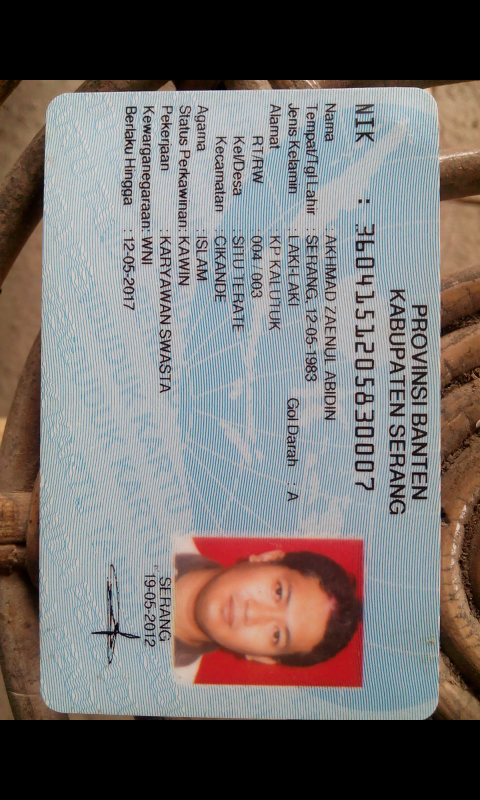 PROVINSI BANTEN
KABUPATEN SERANG
NIK : 3604151205830007
Nama : AKHMAD ZAENUL ABIDIN
Tempat/Tgl Lahir : SERANG, 12-05-1983
Jenis Kelamin : LAKI-LAKI Gol Darah : A
Alamat : KP KALUTUK
RT/RW : 004 / 003
Kel/Desa : SITU TERATE
Kecamatan : CIKANDE
Agama : ISLAM
Status Perkawinan: KAWIN
Pekerjaan : KARYAWAN SWASTA
Kewarganegaraan: WNI
Berlaku Hingga : 12-05-2017
SERANG
19-05-2012